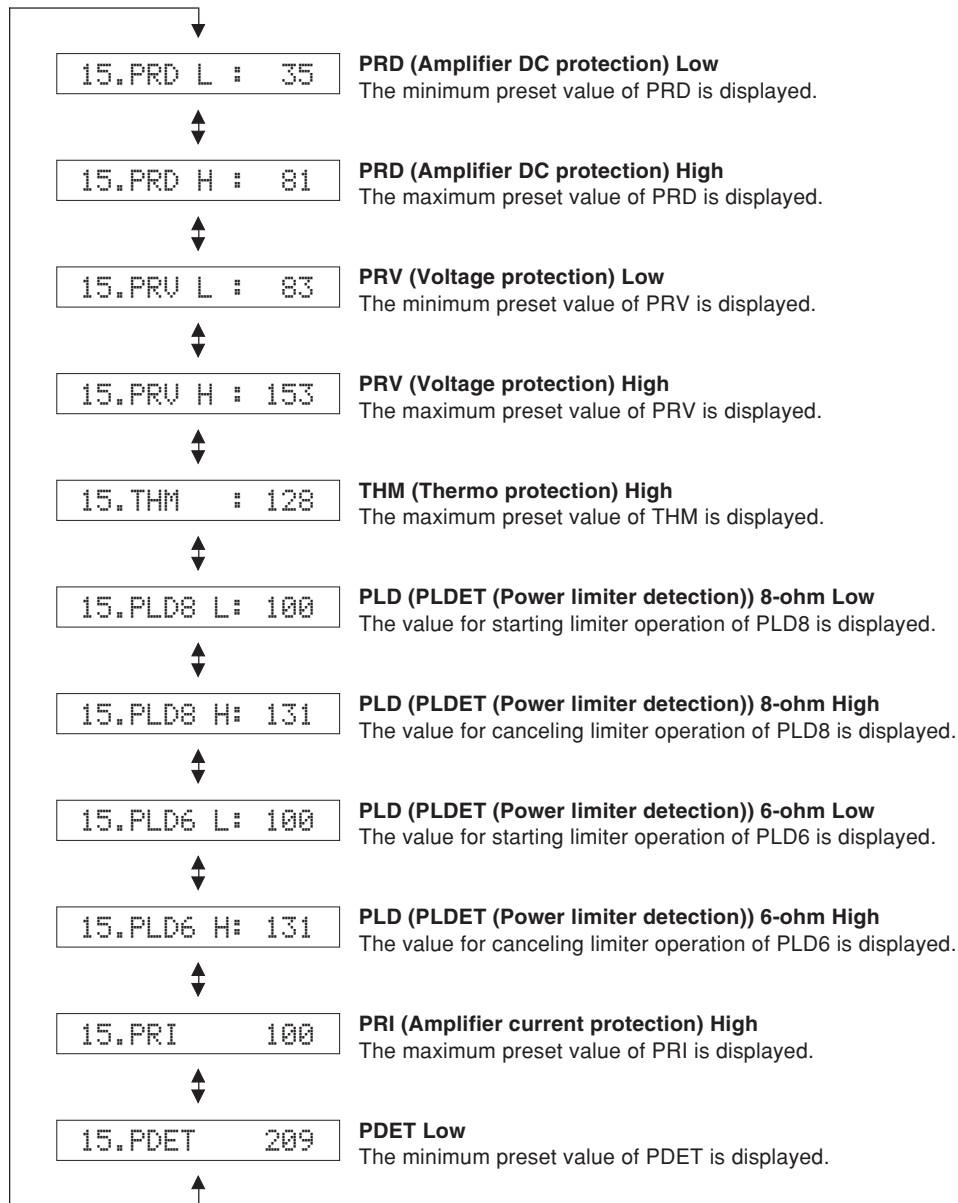 15.PRD L : 35
PRD (Amplifier DC protection) Low
The minimum preset value of PRD is displayed.
15.PRD H : 81
PRD (Amplifier DC protection) High
The maximum preset value of PRD is displayed.
15.PRV L : 83
PRV (Voltage protection) Low
The minimum preset value of PRV is displayed.
15.PRV H : 153
PRV (Voltage protection) High
The maximum preset value of PRV is displayed.
15.THM : 128
THM (Thermo protection) High
The maximum preset value of THM is displayed.
15.PLD8 L: 100
PLD (PLDET (Power limiter detection)) 8-ohm Low
The value for starting limiter operation of PLD8 is displayed.
15.PLD8 H: 131
PLD (PLDET (Power limiter detection)) 8-ohm High
The value for canceling limiter operation of PLD8 is displayed.
15.PLD6 L: 100
PLD (PLDET (Power limiter detection)) 6-ohm Low
The value for starting limiter operation of PLD6 is displayed.
15.PLD6 H: 131
PLD (PLDET (Power limiter detection)) 6-ohm High
The value for canceling limiter operation of PLD6 is displayed.
15.PRI 100
PRI (Amplifier current protection) High
The maximum preset value of PRI is displayed.
15.PDET 209
PDET Low
The minimum preset value of PDET is displayed.